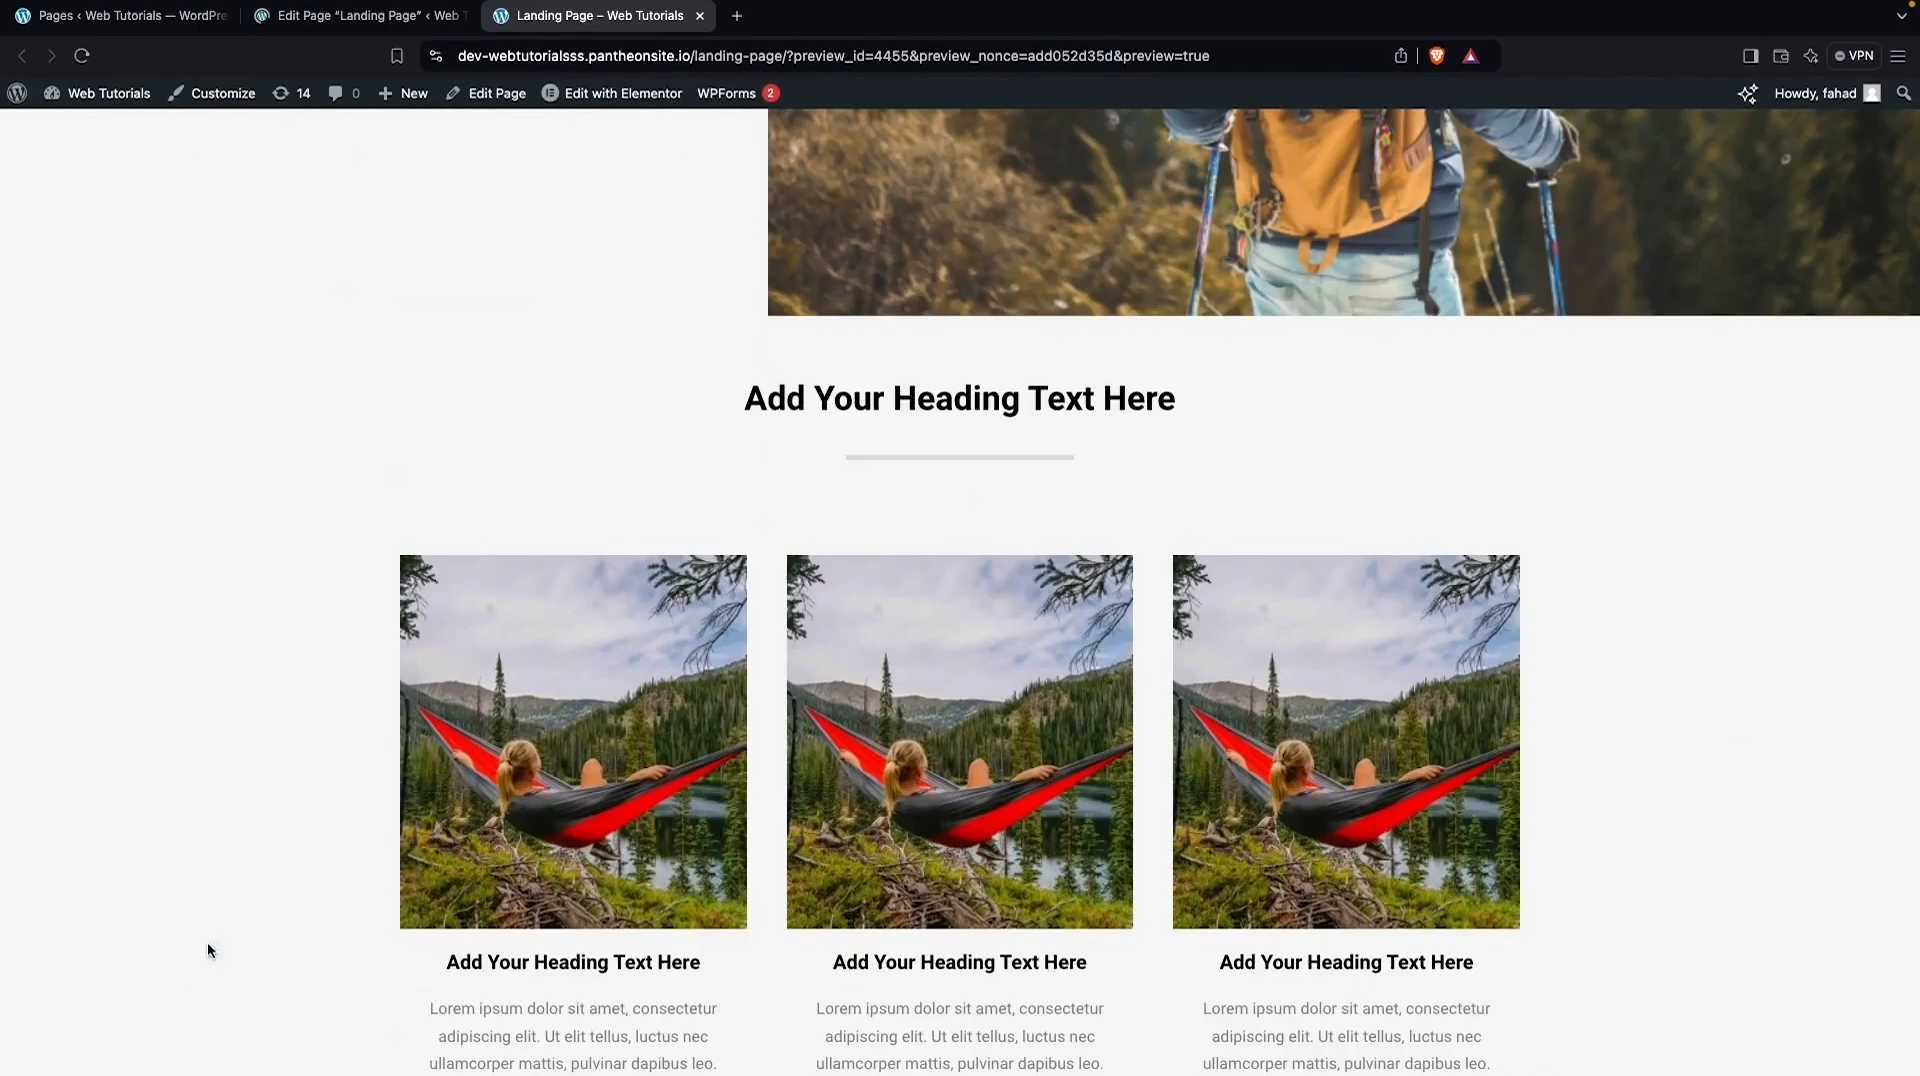 Pages ‹ Web Tutorials — WordPre
Edit Page “Landing Page” ‹ Web T
Landing Page – Web Tutorials
dev-webtutorialsss.pantheonsite.io/landing-page/?preview_id=4455&preview_nonce=add052d35d&preview=true
VPN
Web Tutorials
Customize
14
0
New
Edit Page
Edit with Elementor
WPForms 2
Howdy, fahad
Add Your Heading Text Here
Add Your Heading Text Here
Lorem ipsum dolor sit amet, consectetur
adipiscing elit. Ut elit tellus, luctus nec
ullamcorper mattis, pulvinar dapibus leo.
Add Your Heading Text Here
Lorem ipsum dolor sit amet, consectetur
adipiscing elit. Ut elit tellus, luctus nec
ullamcorper mattis, pulvinar dapibus leo.
Add Your Heading Text Here
Lorem ipsum dolor sit amet, consectetur
adipiscing elit. Ut elit tellus, luctus nec
ullamcorper mattis, pulvinar dapibus leo.